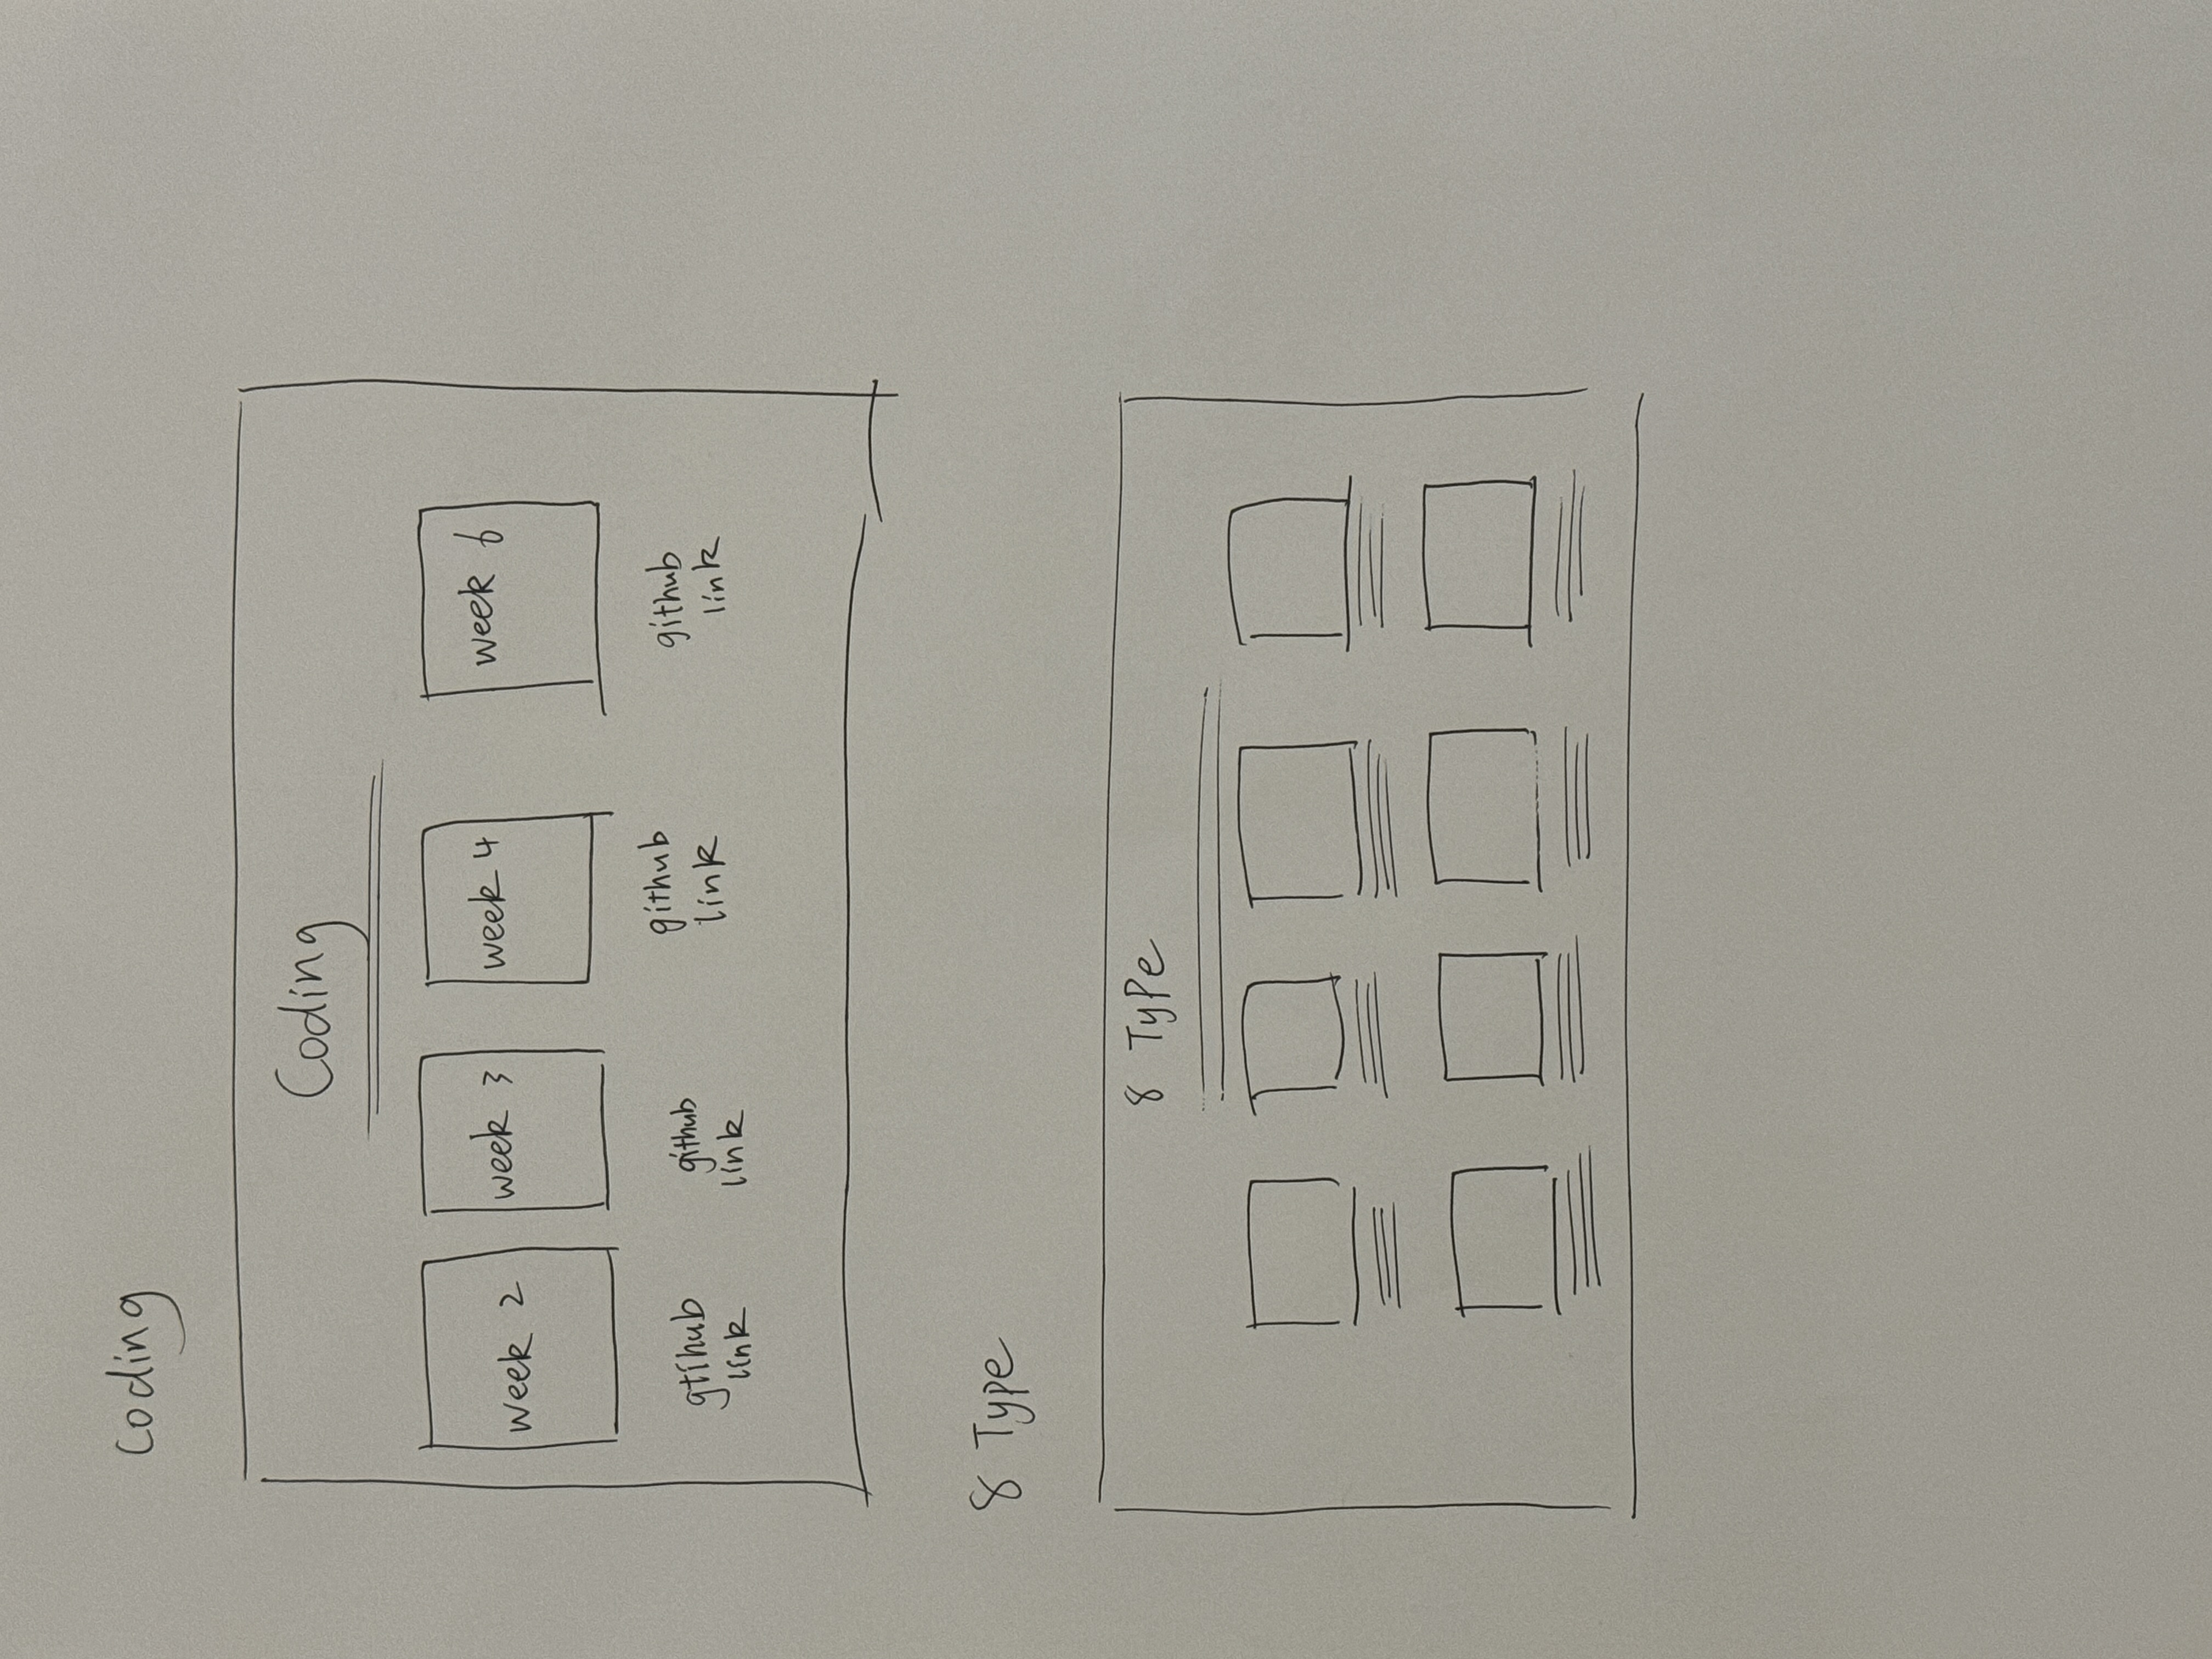 Coding
Coding
week 2
week 3
week 4
week 6
gtihub
link
github
link
github
link
github
link
8 Type
8 Type